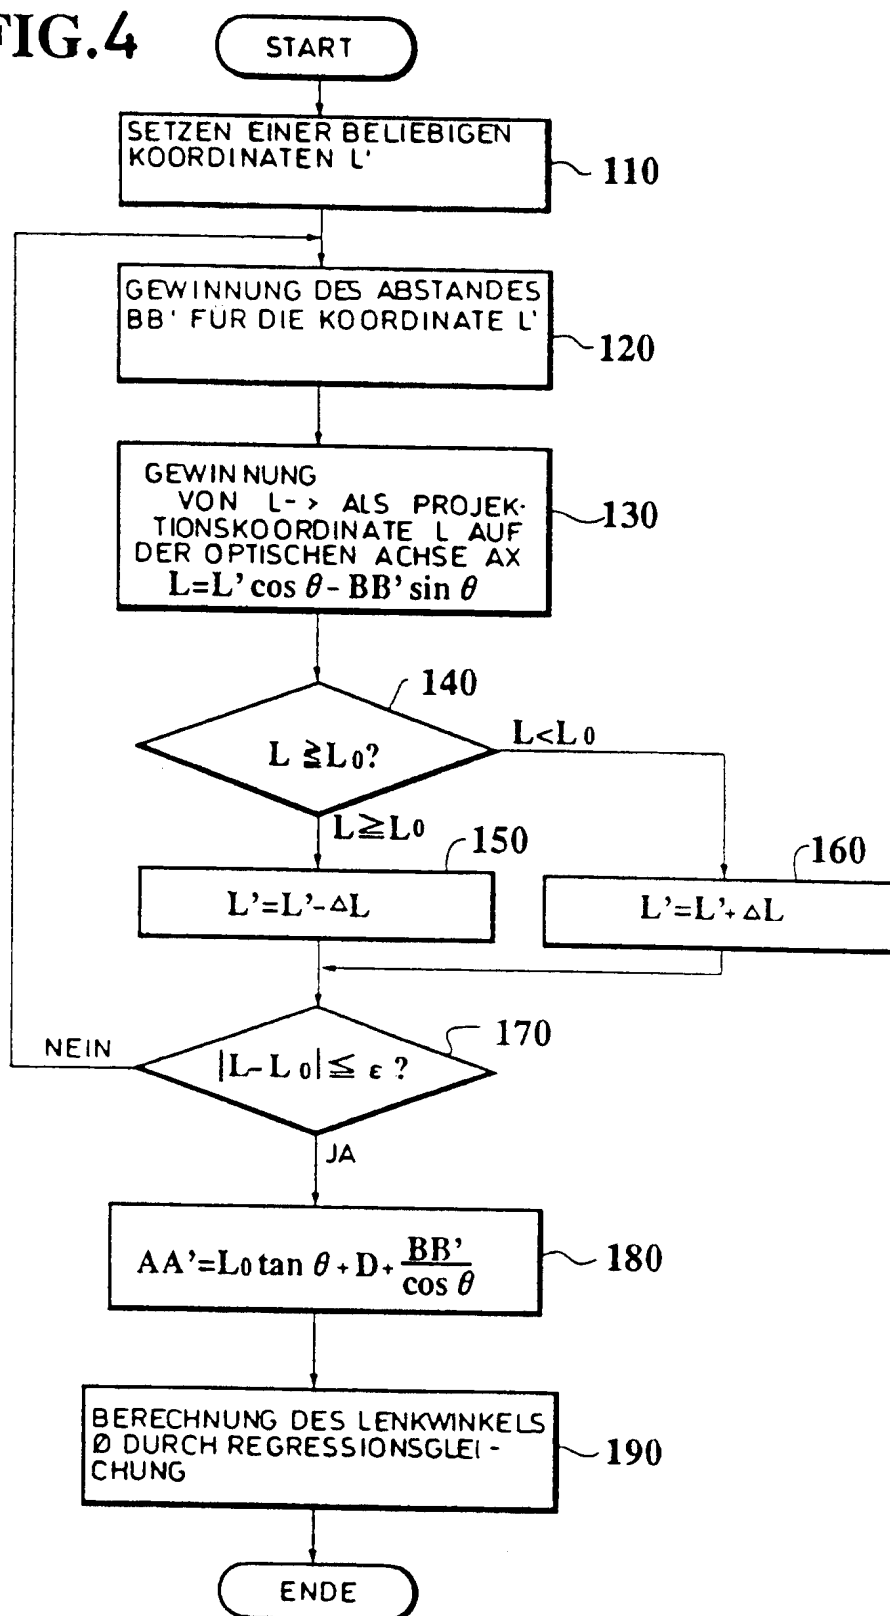 FIG.4
START
SETZEN EINER BELIEBIGEN
KOORDINATEN L'
110
GEWINNUNG DES ABSTANDES
BB' FÜR DIE KOORDINATE L'
120
GEWINNUNG
VON L-> ALS PROJEK-
TIONSKOORDINATE L AUF
DER OPTISCHEN ACHSE AX
L=L' cos θ - BB' sin θ
130
140
L ≧ L0?
L<L0
L≧L0
150
L'=L'-△L
160
L'=L'+△L
170
NEIN
|L-L0| ≦ ε ?
JA
AA'=L0 tan θ + D + BB'
cos θ
180
BERECHNUNG DES LENKWINKELS
Ø DURCH REGRESSIONSGLEI-
CHUNG
190
ENDE